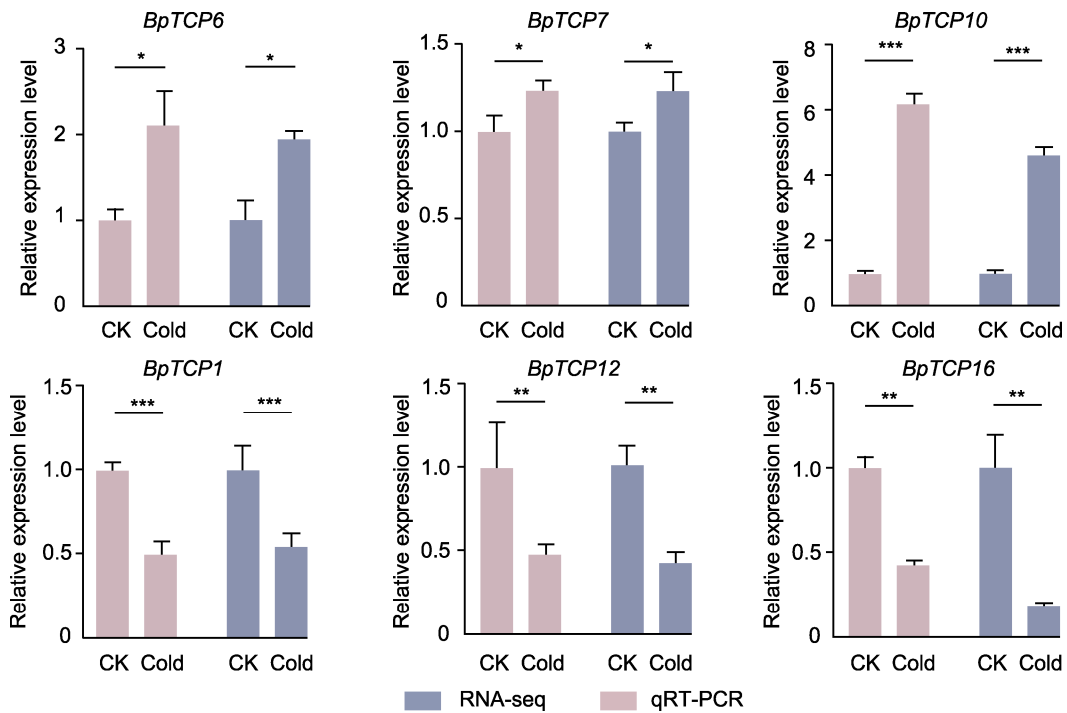 BpTCP6
Relative expression level
3
2
1
0
*
*
CK Cold CK Cold
BpTCP7
Relative expression level
1.5
1.0
0.5
0
*
*
CK Cold CK Cold
BpTCP10
Relative expression level
8
6
4
2
0
***
***
CK Cold CK Cold
BpTCP1
Relative expression level
1.5
1.0
0.5
0
***
***
CK Cold CK Cold
BpTCP12
Relative expression level
1.5
1.0
0.5
0
**
**
CK Cold CK Cold
BpTCP16
Relative expression level
1.5
1.0
0.5
0
**
**
CK Cold CK Cold
RNA-seq qRT-PCR